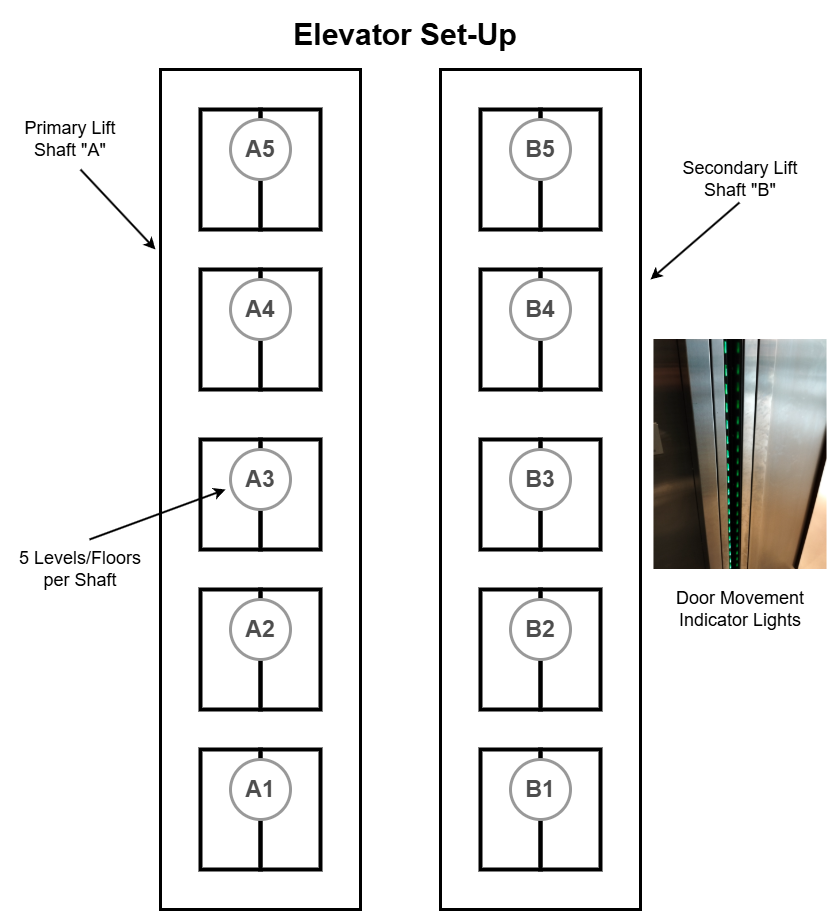 Elevator Set-Up
Primary Lift
Shaft "A"
A5
B5
Secondary Lift
Shaft "B"
A4
B4
A3
B3
5 Levels/Floors
per Shaft
Door Movement
Indicator Lights
A2
B2
A1
B1